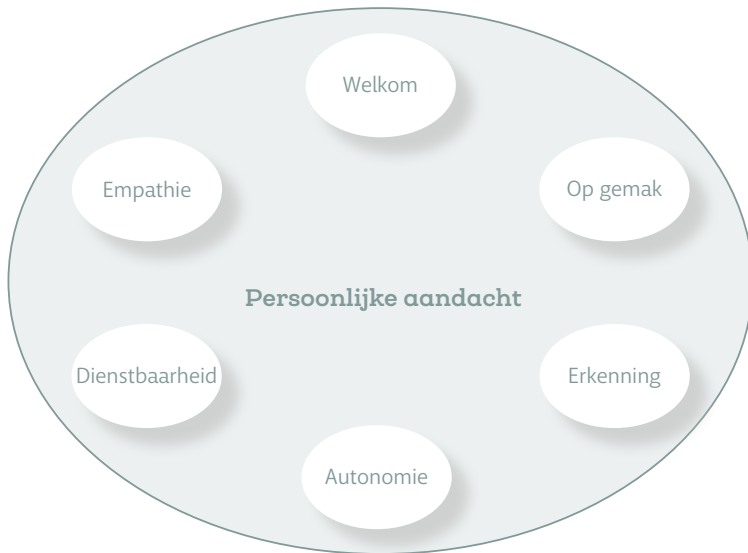 Welkom
Empathie
Op gemak
Persoonlijke aandacht
Dienstbaarheid
Erkenning
Autonomie